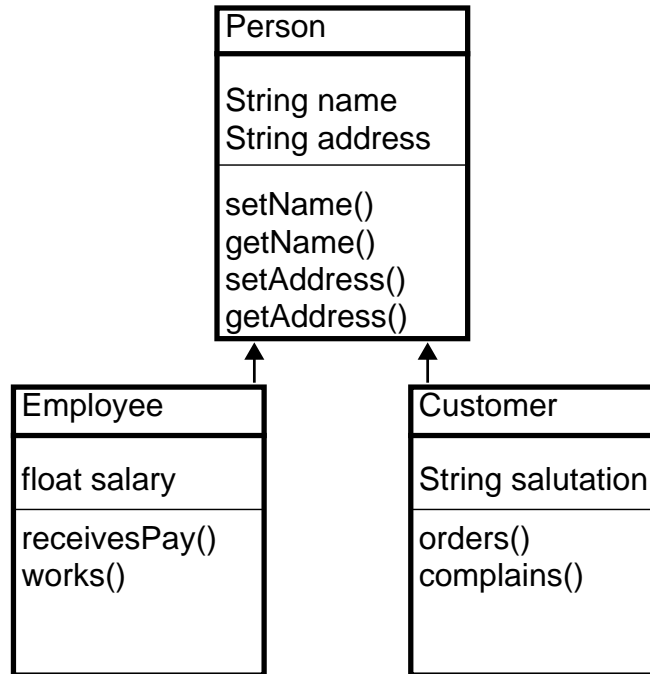 Person
String name
String address
setName()
getName()
setAddress()
getAddress()
Employee
float salary
receivesPay()
works()
Customer
String salutation
orders()
complains()